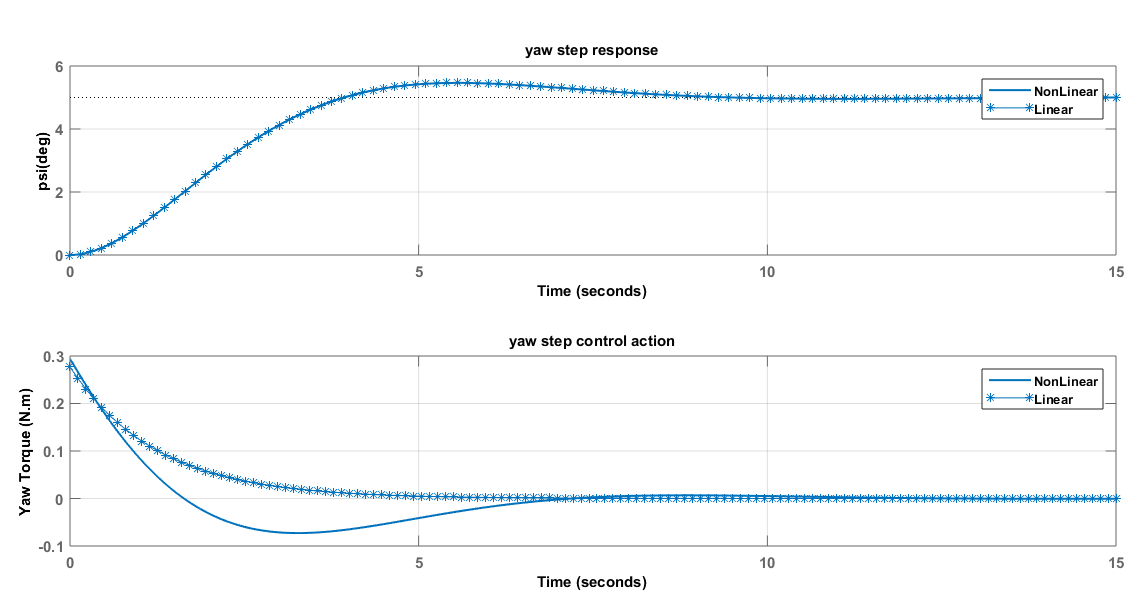 yaw step response
6
4
2
0
psi(deg)
NonLinear
Linear
0
5
10
15
Time (seconds)
yaw step control action
0.3
0.2
0.1
0
-0.1
Yaw Torque (N.m)
NonLinear
Linear
0
5
10
15
Time (seconds)